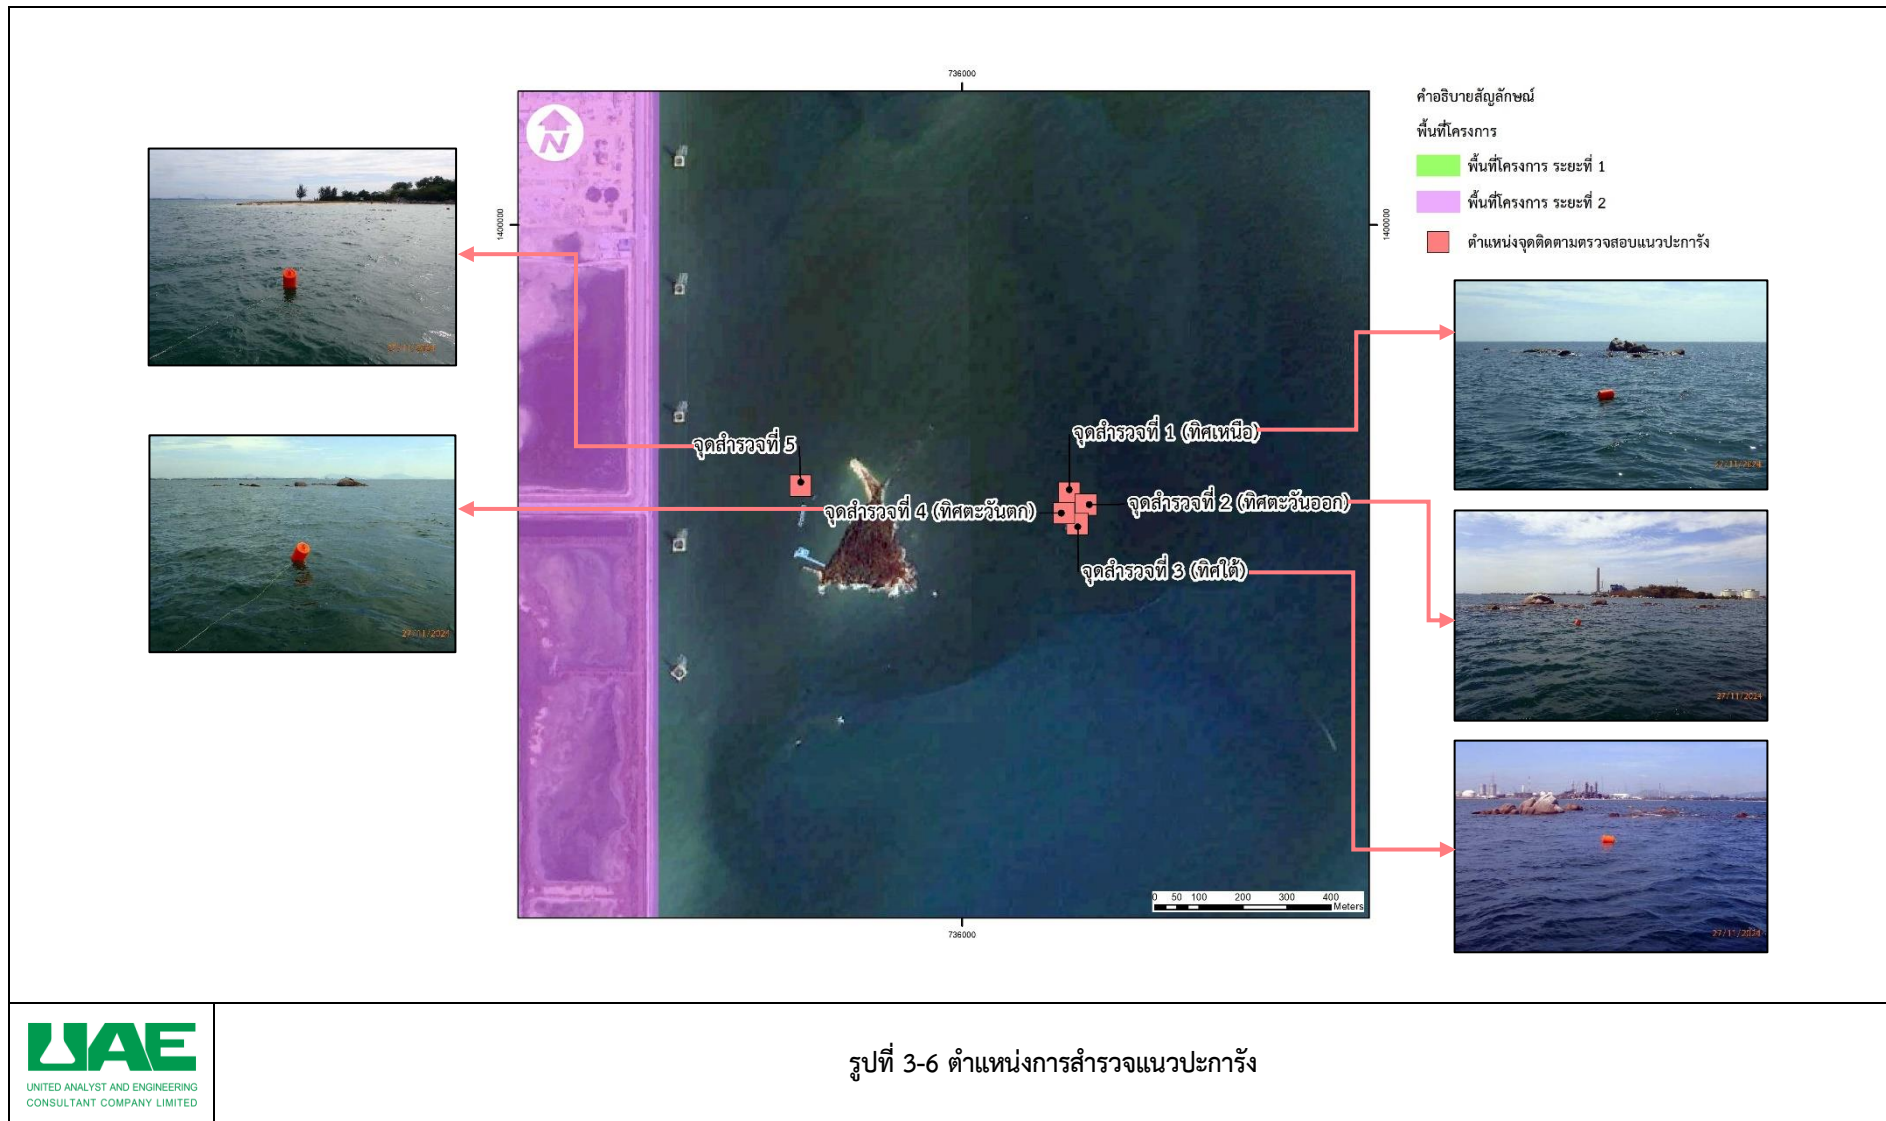 736000
คำอธิบายสัญลักษณ์
พื้นที่โครงการ
พื้นที่โครงการ ระยะที่ 1
พื้นที่โครงการ ระยะที่ 2
ตำแหน่งจุดติดตามตรวจสอบแนวปะการัง
N
1400000
1400000
จุดสำรวจที่ 1 (ทิศเหนือ)
จุดสำรวจที่ 5
จุดสำรวจที่ 4 (ทิศตะวันตก)
จุดสำรวจที่ 2 (ทิศตะวันออก)
จุดสำรวจที่ 3 (ทิศใต้)
27/11/2024
27/11/2024
27/11/2024
27/11/2024
0 50 100 200 300 400
Meters
736000
UAE
UNITED ANALYST AND ENGINEERING
CONSULTANT COMPANY LIMITED
รูปที่ 3-6 ตำแหน่งการสำรวจแนวปะการัง